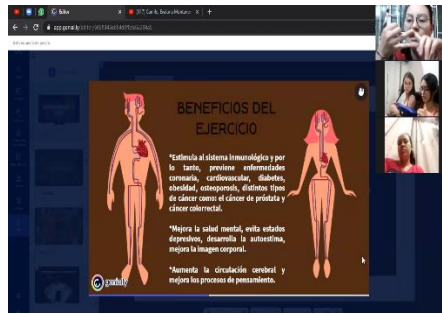 BENEFICIOS DEL
EJERCICIO
*Estimula al sistema inmunológico y por
lo tanto, previene enfermedades
coronaria, cardiovascular, diabetes,
obesidad, osteoporosis, distintos tipos
de cáncer como: el cáncer de próstata y
cáncer colorrectal.
*Mejora la salud mental, evita estados
depresivos, desarrolla la autoestima,
mejora la imagen corporal.
*Aumenta la circulación cerebral y
mejora los procesos de pensamiento.
genially